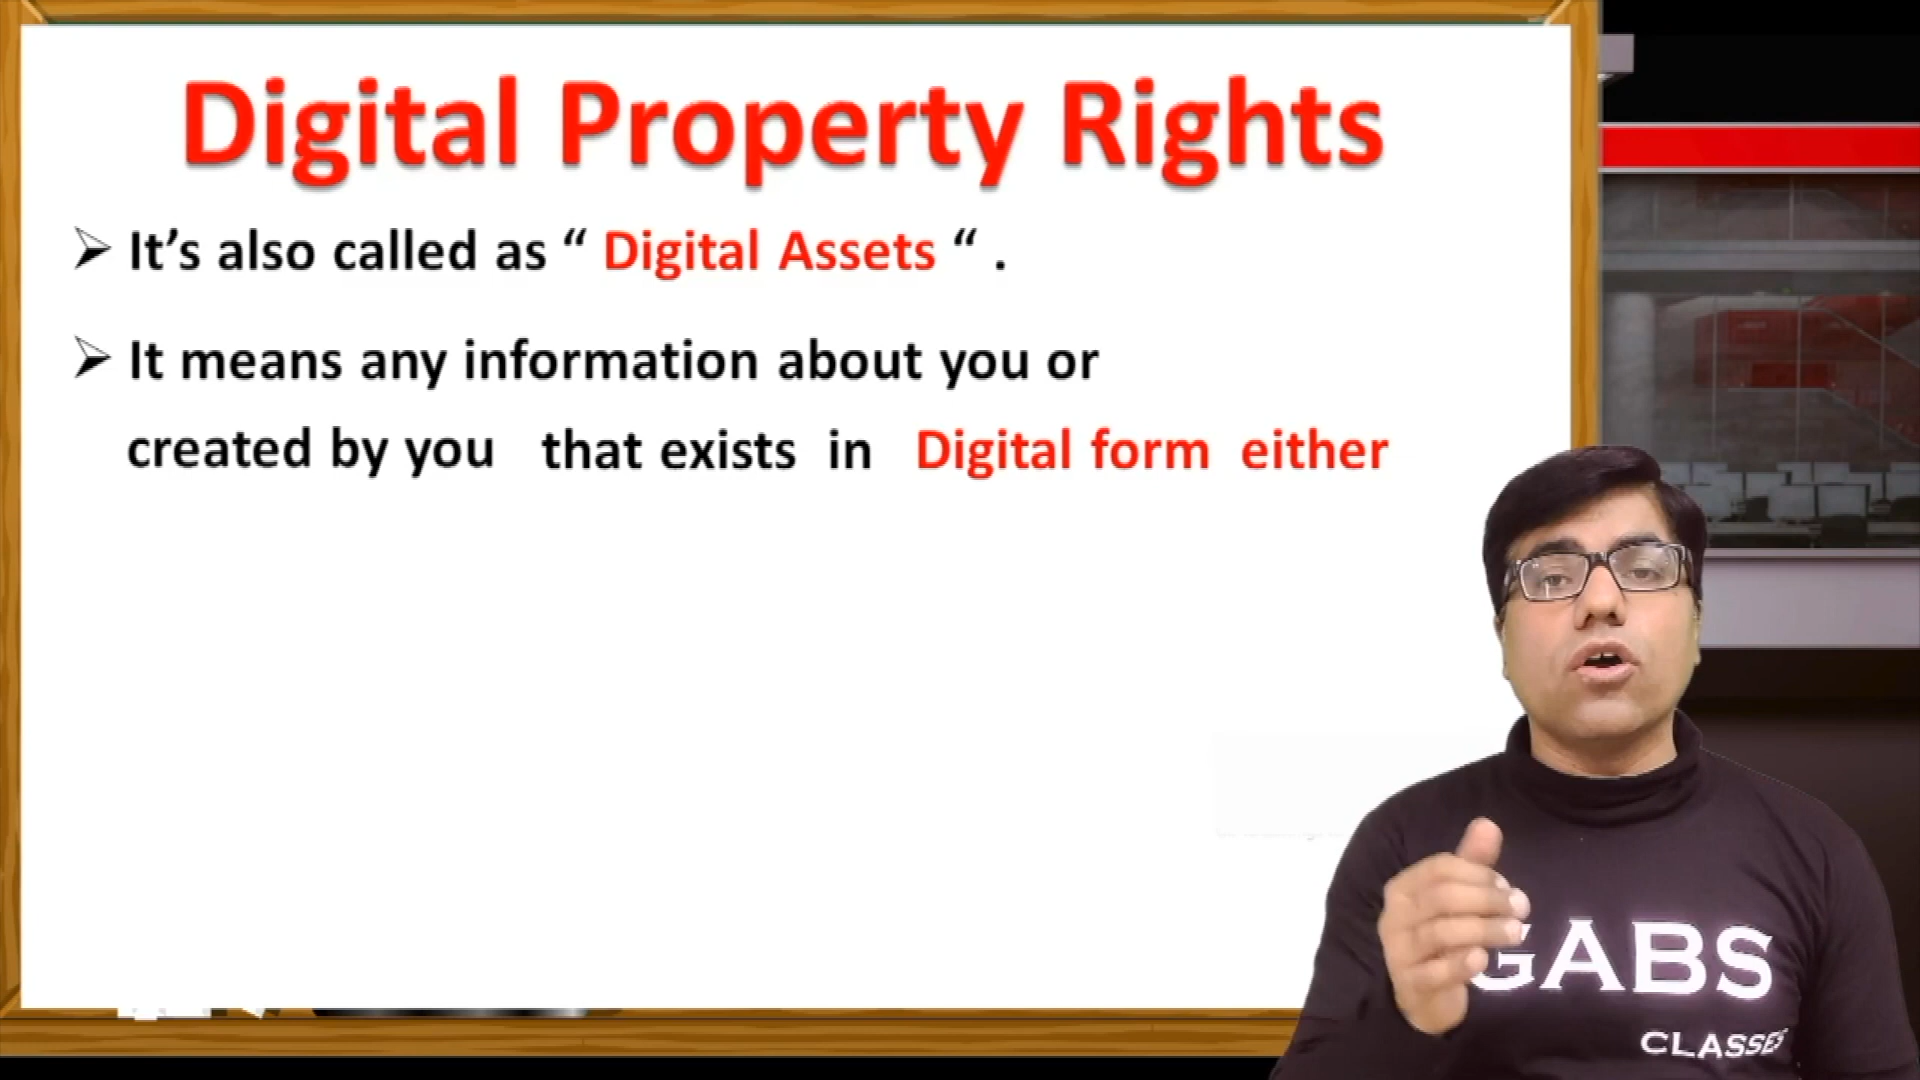 Digital Property Rights
It’s also called as “ Digital Assets “ .
It means any information about you or
created by you that exists in Digital form either
GABS
CLASSES